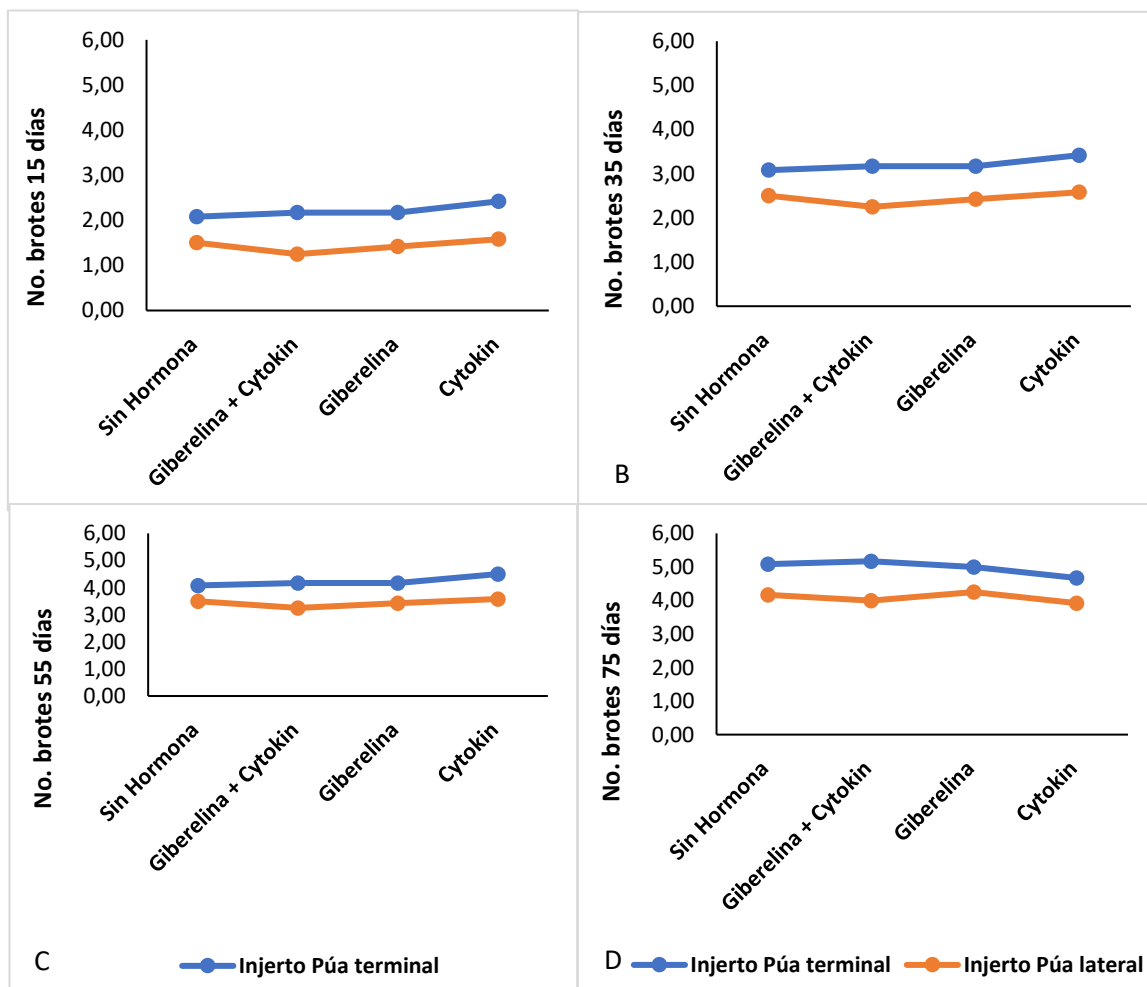 No. brotes 15 días
6,00
5,00
4,00
3,00
2,00
1,00
0,00
Sin Hormona
Giberelina + Cytokin
Giberelina
Cytokin
No. brotes 35 días
6,00
5,00
4,00
3,00
2,00
1,00
0,00
Sin Hormona
Giberelina + Cytokin
Giberelina
Cytokin
B
No. brotes 55 días
6,00
5,00
4,00
3,00
2,00
1,00
0,00
Sin Hormona
Giberelina + Cytokin
Giberelina
Cytokin
C
Injerto Púa terminal
No. brotes 75 días
6,00
5,00
4,00
3,00
2,00
1,00
0,00
Sin Hormona
Giberelina + Cytokin
Giberelina
Cytokin
D
Injerto Púa terminal
Injerto Púa lateral